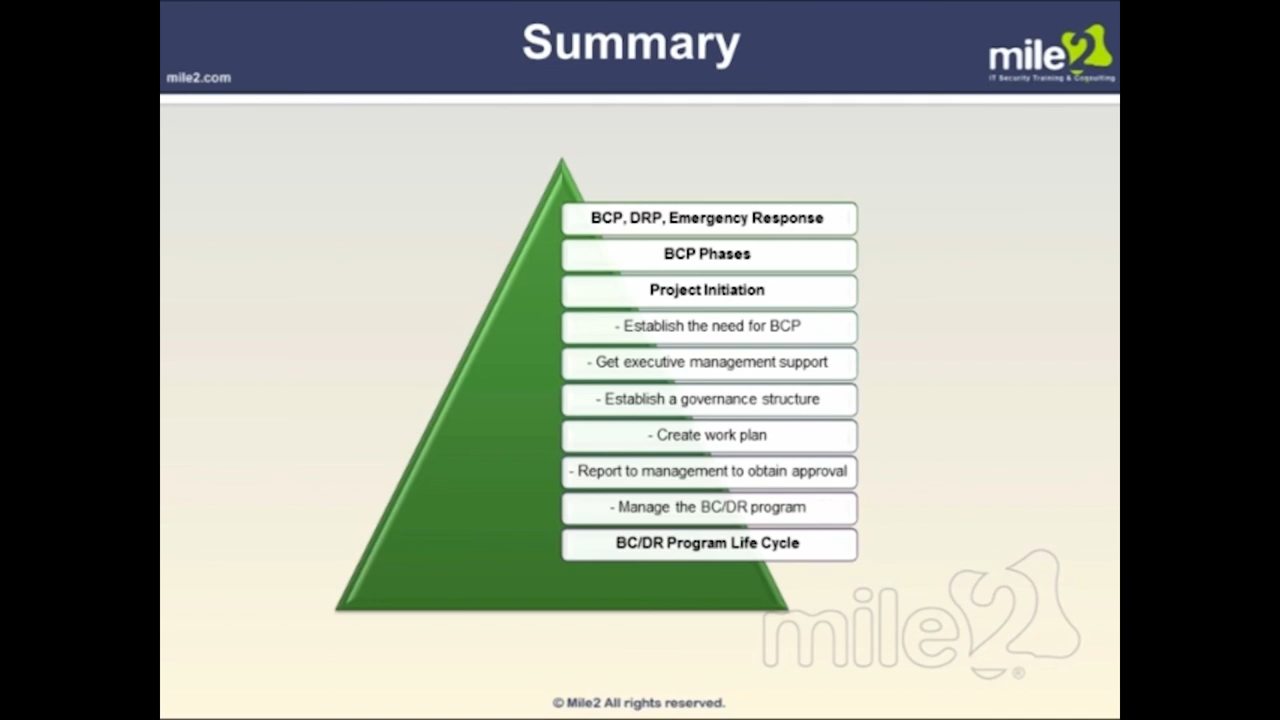 Summary
mile2.com
mile2
IT Security Training & Consulting
BCP, DRP, Emergency Response
BCP Phases
Project Initiation
- Establish the need for BCP
- Get executive management support
- Establish a governance structure
- Create work plan
- Report to management to obtain approval
- Manage the BC/DR program
BC/DR Program Life Cycle
mile2®
© Mile2 All rights reserved.